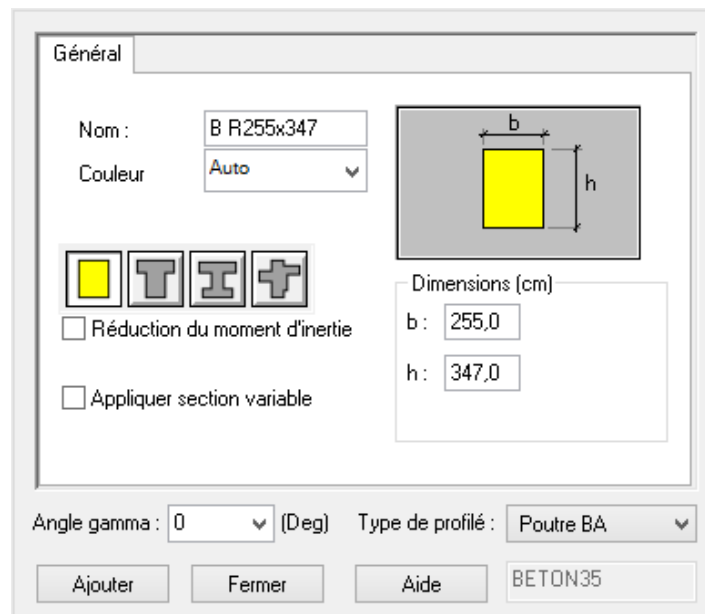 Général
Nom : B R255x347
Couleur Auto
b
h
Réduction du moment d'inertie
Appliquer section variable
Dimensions (cm)
b : 255,0
h : 347,0
Angle gamma : 0 (Deg) Type de profilé : Poutre BA
Ajouter Fermer Aide BETON35